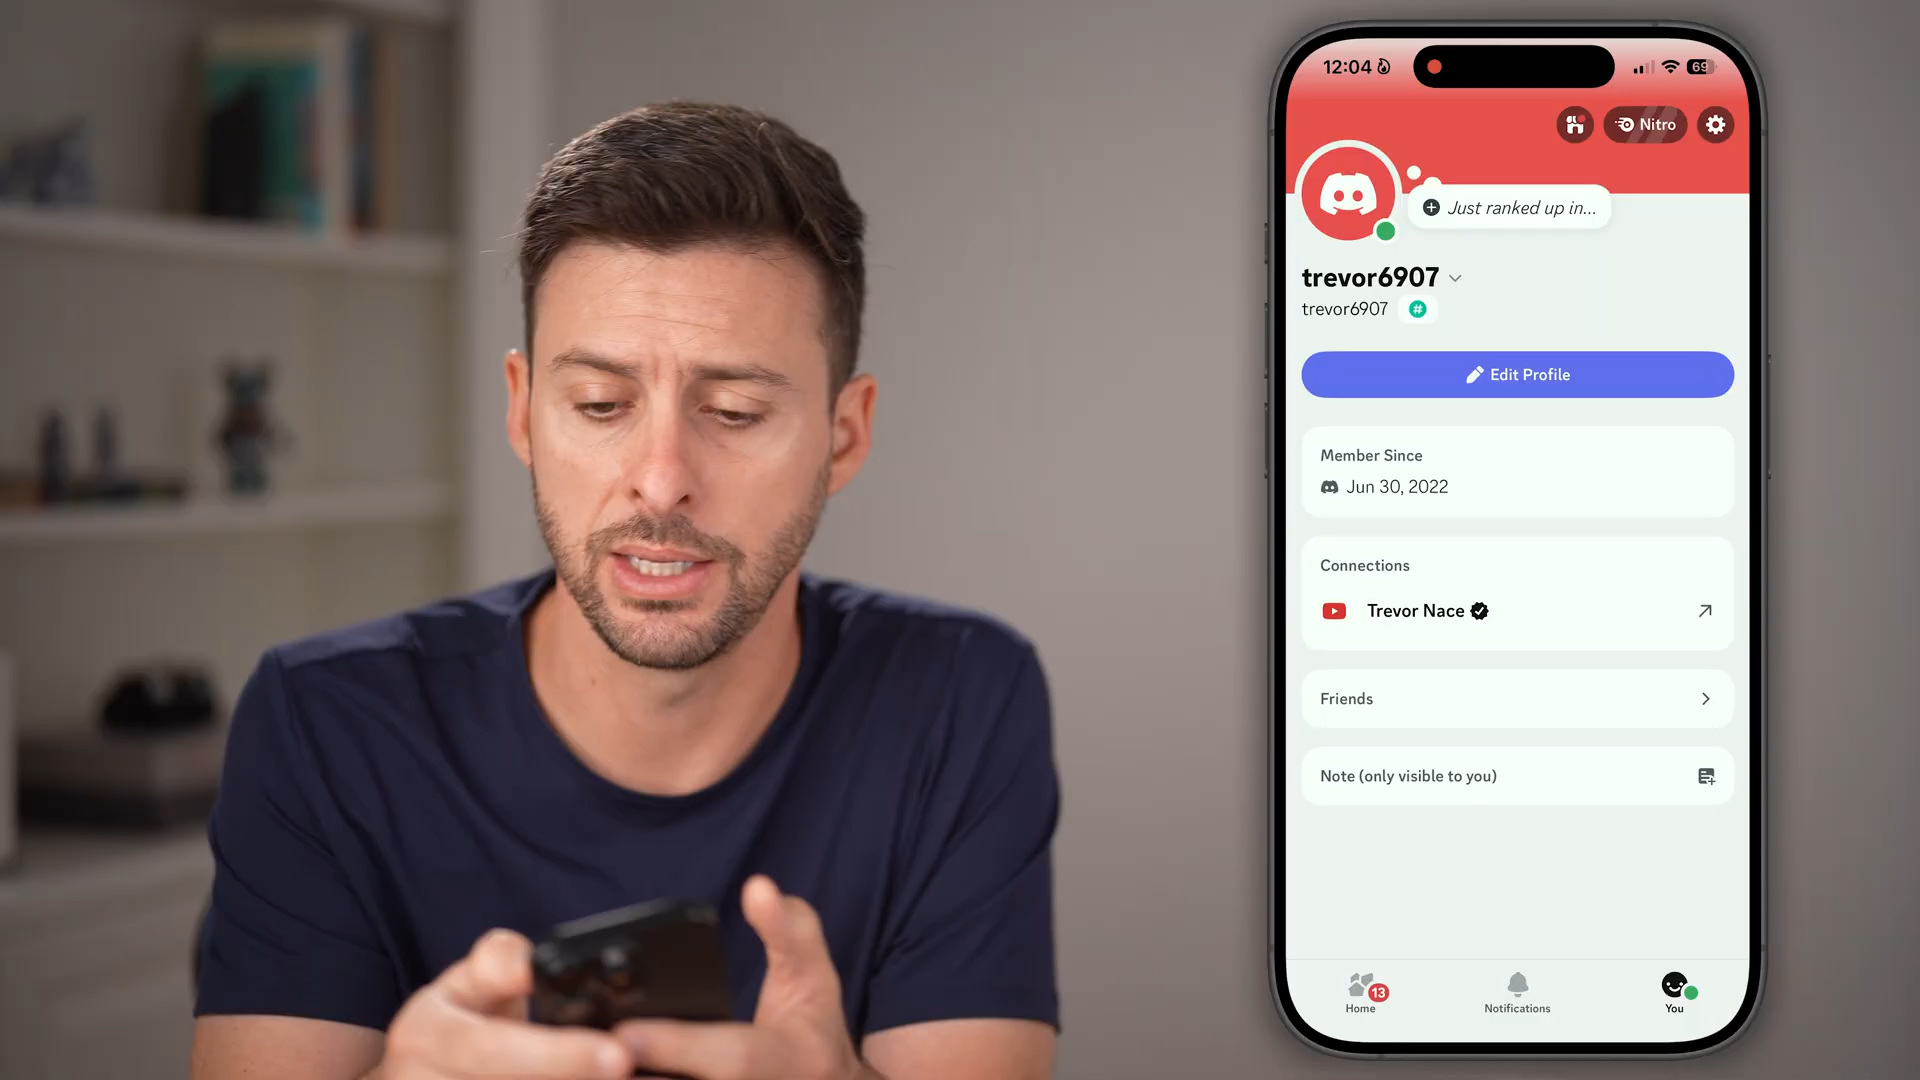 12:04
69
Nitro
Just ranked up in...
trevor6907
trevor6907
Edit Profile
Member Since
Jun 30, 2022
Connections
Trevor Nace
Friends
Note (only visible to you)
13
Home
Notifications
You